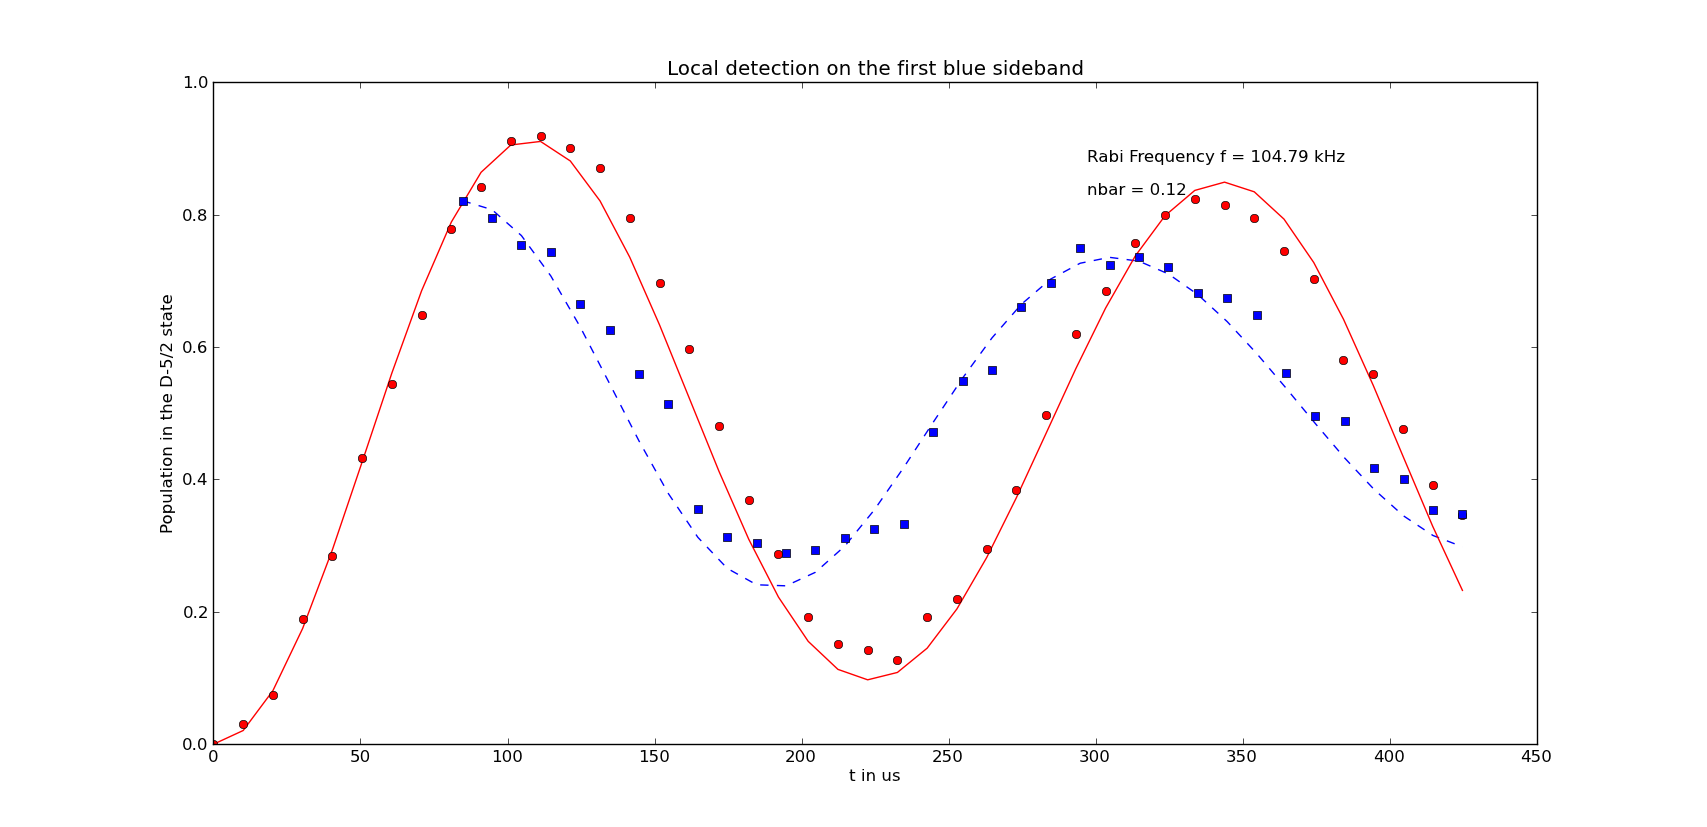 Local detection on the first blue sideband
Rabi Frequency f = 104.79 kHz
nbar = 0.12
Population in the D-5/2 state
1.0
0.8
0.6
0.4
0.2
0.0
0 50 100 150 200 250 300 350 400 450
t in us